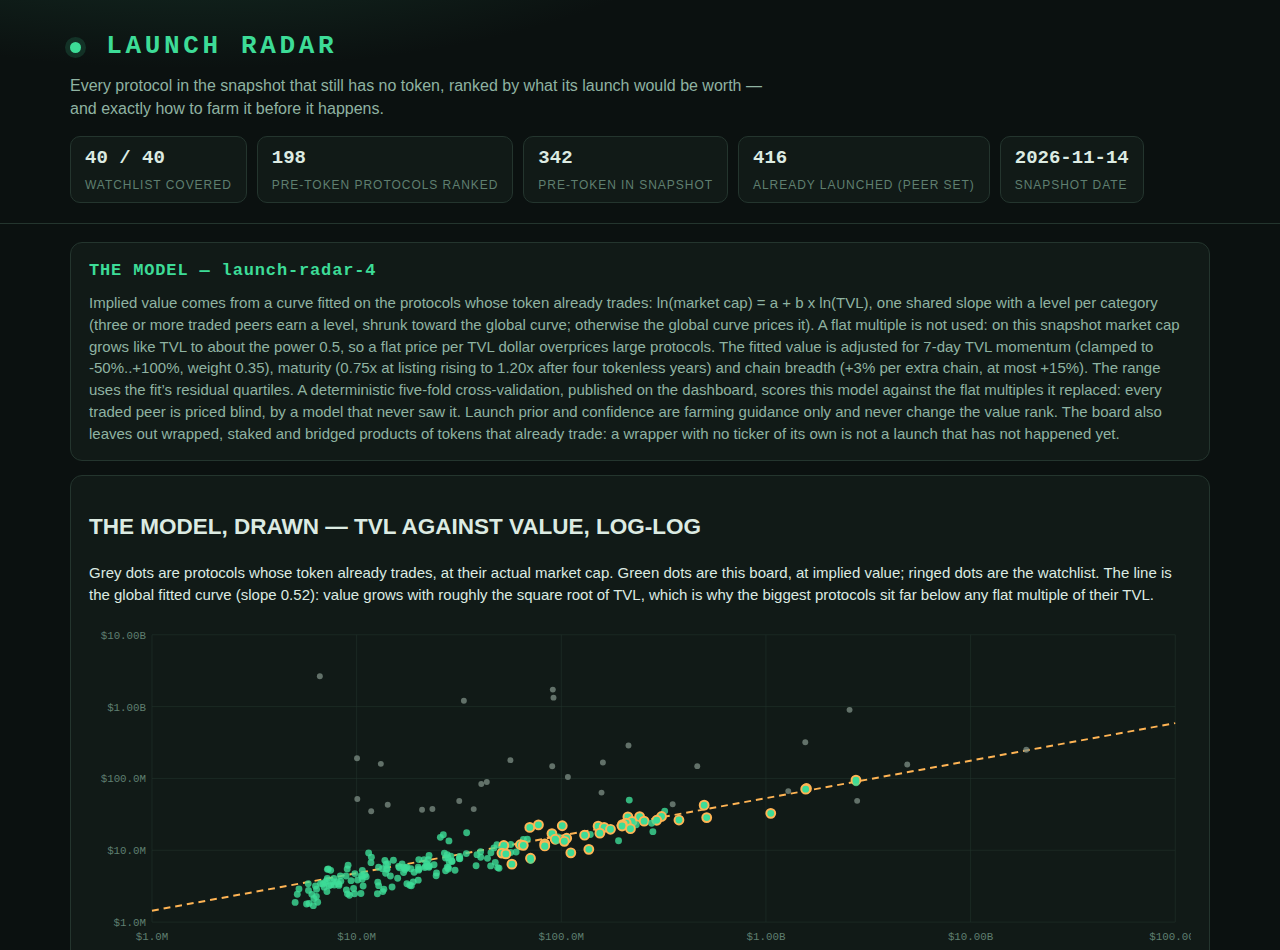 LAUNCH RADAR
Every protocol in the snapshot that still has no token, ranked by what its launch would be worth —
and exactly how to farm it before it happens.
40 / 40
WATCHLIST COVERED
198
PRE-TOKEN PROTOCOLS RANKED
342
PRE-TOKEN IN SNAPSHOT
416
ALREADY LAUNCHED (PEER SET)
2026-11-14
SNAPSHOT DATE
THE MODEL — launch-radar-4
Implied value comes from a curve fitted on the protocols whose token already trades: ln(market cap) = a + b x ln(TVL), one shared slope with a level per category
(three or more traded peers earn a level, shrunk toward the global curve; otherwise the global curve prices it). A flat multiple is not used: on this snapshot market cap
grows like TVL to about the power 0.5, so a flat price per TVL dollar overprices large protocols. The fitted value is adjusted for 7-day TVL momentum (clamped to
-50%..+100%, weight 0.35), maturity (0.75x at listing rising to 1.20x after four tokenless years) and chain breadth (+3% per extra chain, at most +15%). The range
uses the fit's residual quartiles. A deterministic five-fold cross-validation, published on the dashboard, scores this model against the flat multiples it replaced: every
traded peer is priced blind, by a model that never saw it. Launch prior and confidence are farming guidance only and never change the value rank. The board also
leaves out wrapped, staked and bridged products of tokens that already trade: a wrapper with no ticker of its own is not a launch that has not happened yet.
THE MODEL, DRAWN — TVL AGAINST VALUE, LOG-LOG
Grey dots are protocols whose token already trades, at their actual market cap. Green dots are this board, at implied value; ringed dots are the watchlist. The line is
the global fitted curve (slope 0.52): value grows with roughly the square root of TVL, which is why the biggest protocols sit far below any flat multiple of their TVL.
$10.00B
$1.00B
$100.0M
$10.0M
$1.0M
$1.0M $10.0M $100.0M $1.00B $10.00B $100.0